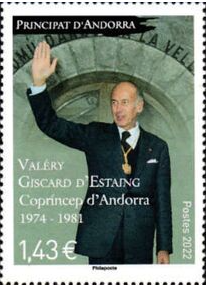 PRINCIPAT D'ANDORRA
VALÉRY
GISCARD D'ESTAING
Copríncep d'Andorra
1974 - 1981
1,43 €
Postes 2022
Philaposte